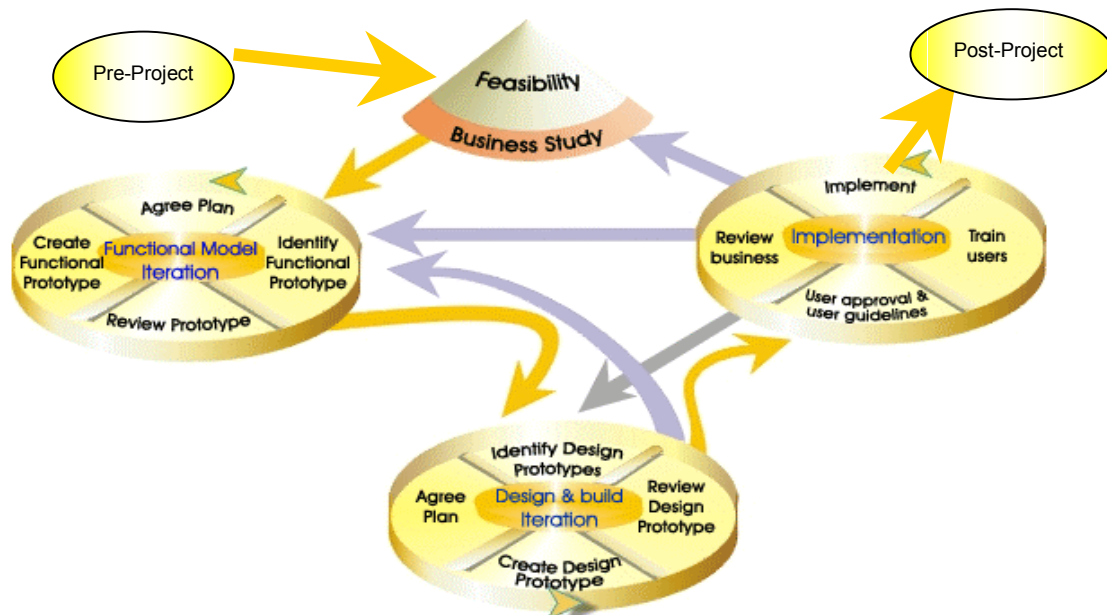 Pre-Project
Feasibility
Business Study
Post-Project
Agree Plan
Create
Functional
Prototype
Functional Model
Iteration
Identify
Functional
Prototype
Review Prototype
Implement
Review
business
Implementation
Train
users
User approval &
user guidelines
Identify Design
Prototypes
Agree
Plan
Design & build
Iteration
Review
Design
Prototype
Create Design
Prototype